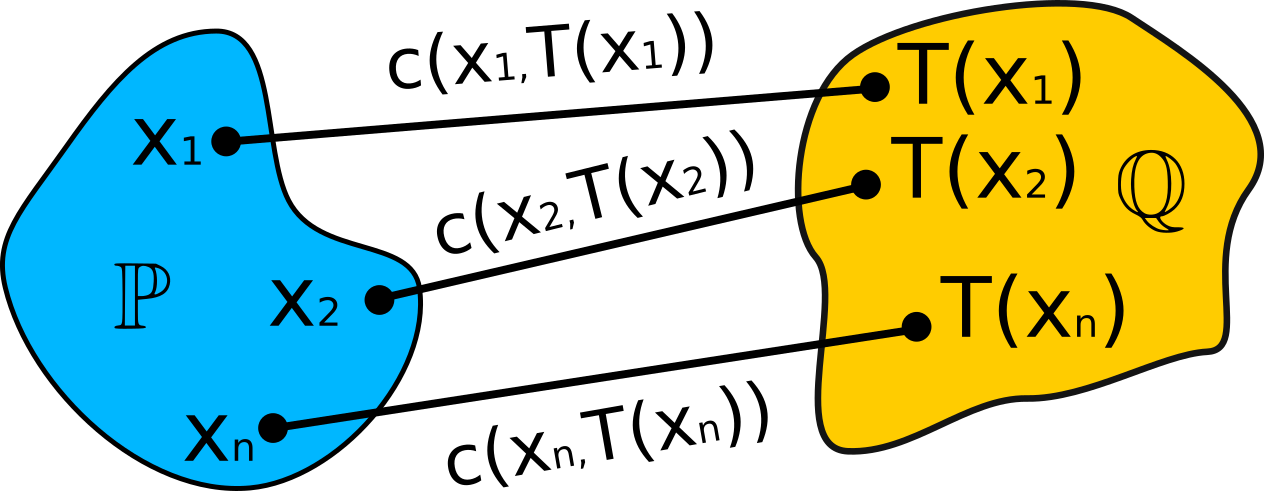 c(x₁,T(x₁))
T(x₁)
x₁
c(x₂,T(x₂))
T(x₂)
ℚ
ℙ
x₂
T(xₙ)
xₙ
c(xₙ,T(xₙ))